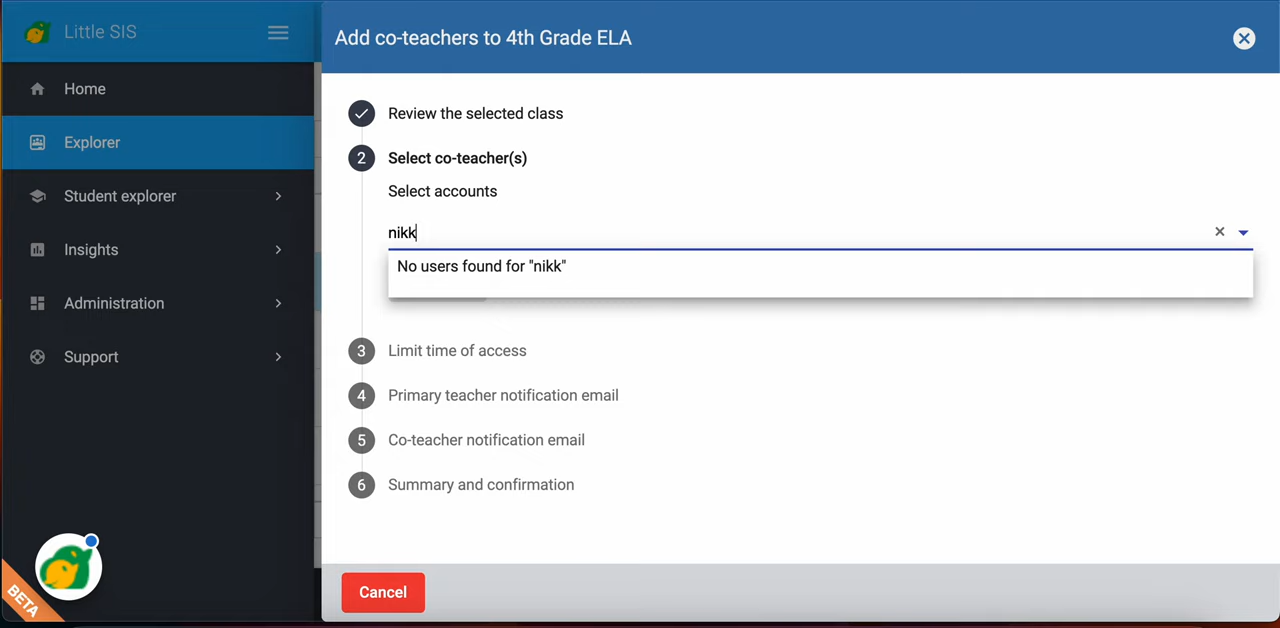 Little SIS
Home
Explorer
Student explorer
Insights
Administration
Support
BETA
Add co-teachers to 4th Grade ELA
Review the selected class
2 Select co-teacher(s)
Select accounts
nikk
No users found for "nikk"
3 Limit time of access
4 Primary teacher notification email
5 Co-teacher notification email
6 Summary and confirmation
Cancel